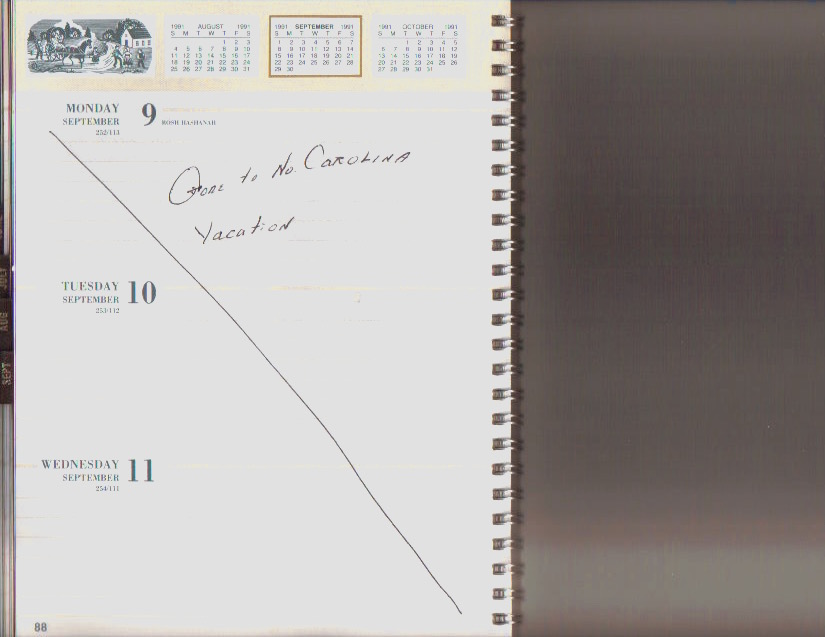 1991 AUGUST 1991
S M T W T F S
1 2 3
4 5 6 7 8 9 10
11 12 13 14 15 16 17
18 19 20 21 22 23 24
25 26 27 28 29 30 31
1991 SEPTEMBER 1991
S M T W T F S
1 2 3 4 5 6 7
8 9 10 11 12 13 14
15 16 17 18 19 20 21
22 23 24 25 26 27 28
29 30
1991 OCTOBER 1991
S M T W T F S
1 2 3 4 5
6 7 8 9 10 11 12
13 14 15 16 17 18 19
20 21 22 23 24 25 26
27 28 29 30 31
MONDAY 9
SEPTEMBER ROSH HASHANAH
252/113
Gone to No. CAROLINA
Vacation
TUESDAY 10
SEPTEMBER
253/112
WEDNESDAY 11
SEPTEMBER
254/111
JULY
AUG
SEPT
88